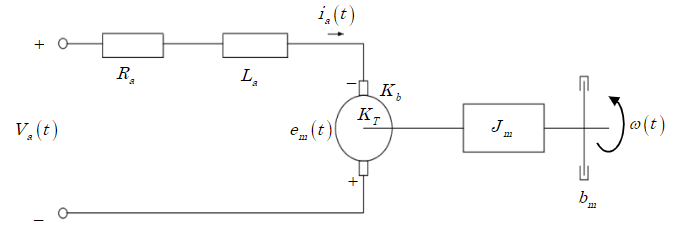 i_a(t)
+
R_a
L_a
−
K_b
K_T
V_a(t)
e_m(t)
J_m
ω(t)
+
b_m
−